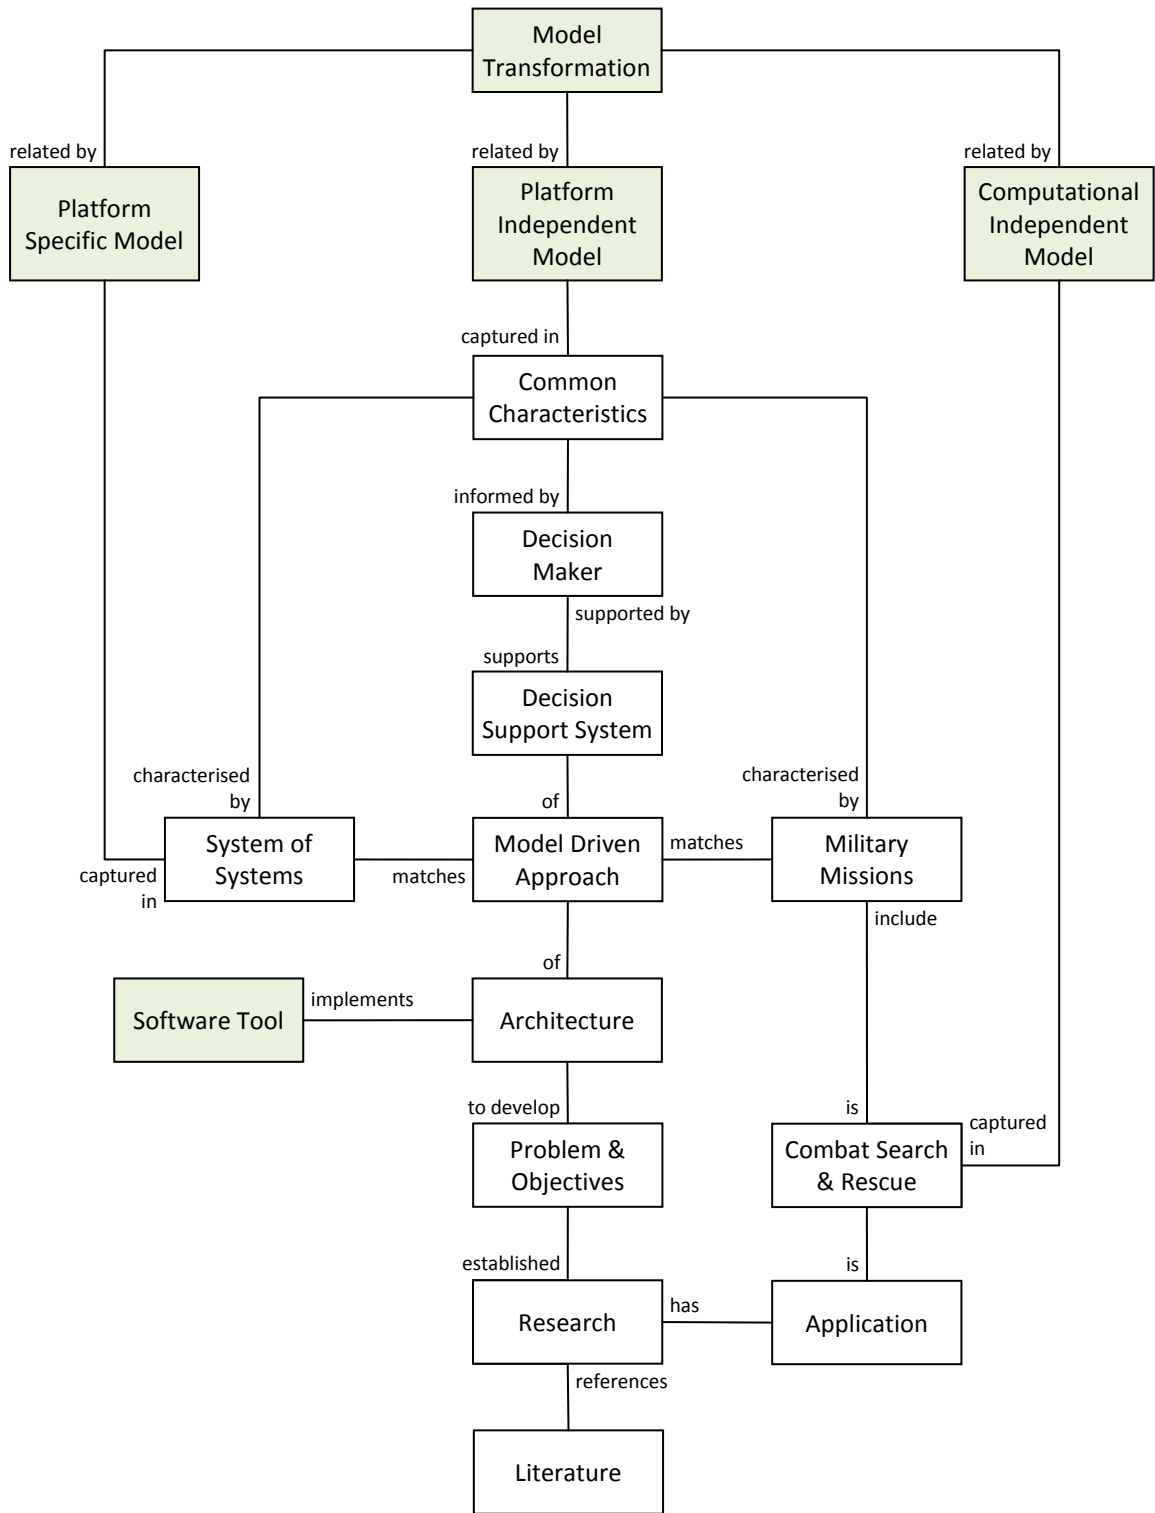 Model
Transformation
related by
related by
related by
Platform
Specific Model
Platform
Independent
Model
Computational
Independent
Model
captured in
Common
Characteristics
informed by
Decision
Maker
supported by
supports
Decision
Support System
characterised
by
of
characterised
by
System of
Systems
matches
Model Driven
Approach
matches
Military
Missions
captured
in
include
of
Software Tool
implements
Architecture
to develop
is
captured
in
Problem &
Objectives
Combat Search
& Rescue
established
is
Research
has
Application
references
Literature